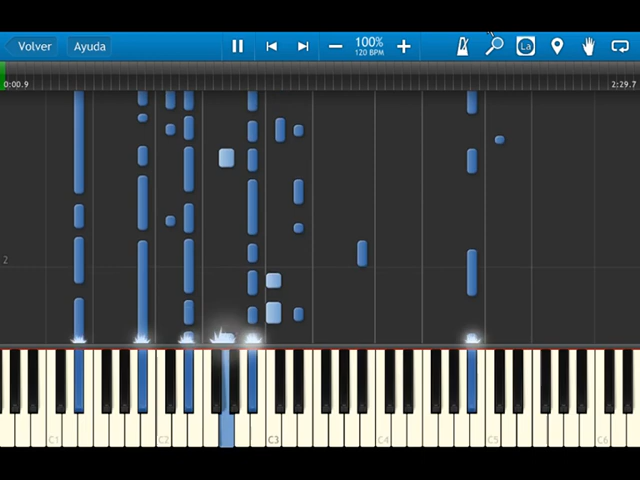 Volver Ayuda 100% La
120 BPM
0:00.9 2:29.7
2
C1 C2 C3 C4 C5 C6